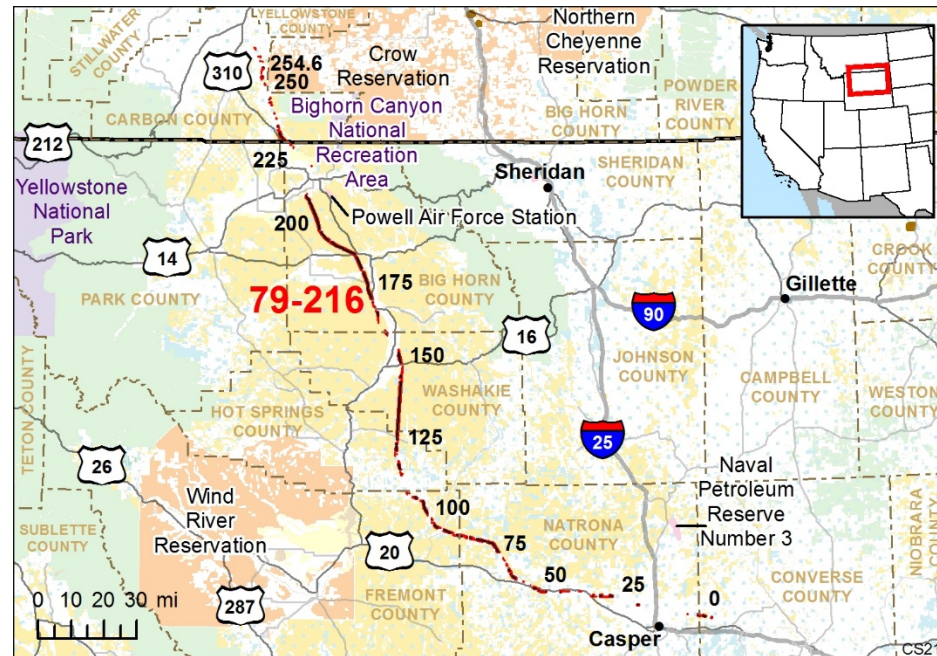 STILLWATER
COUNTY
YELLOWSTONE
COUNTY
310
254.6
250
Crow
Reservation
Northern
Cheyenne
Reservation
POWDER
RIVER
COUNTY
CARBON COUNTY
Bighorn Canyon
National
Recreation
Area
BIG HORN
COUNTY
212
225
Sheridan
SHERIDAN
COUNTY
Yellowstone
National
Park
200
Powell Air Force Station
14
CROOK
COUNTY
PARK COUNTY
79-216
175
BIG HORN
COUNTY
Gillette
90
16
TETON COUNTY
150
JOHNSON
COUNTY
CAMPBELL
COUNTY
WESTON
COUNTY
HOT SPRINGS
COUNTY
WASHAKIE
COUNTY
125
25
26
Wind
River
Reservation
100
Naval
Petroleum
Reserve
Number 3
SUBLETTE
COUNTY
NATRONA
COUNTY
75
20
50
25
0
NIOBRARA
COUNTY
CONVERSE
COUNTY
0 10 20 30 mi
287
FREMONT
COUNTY
Casper
CS21